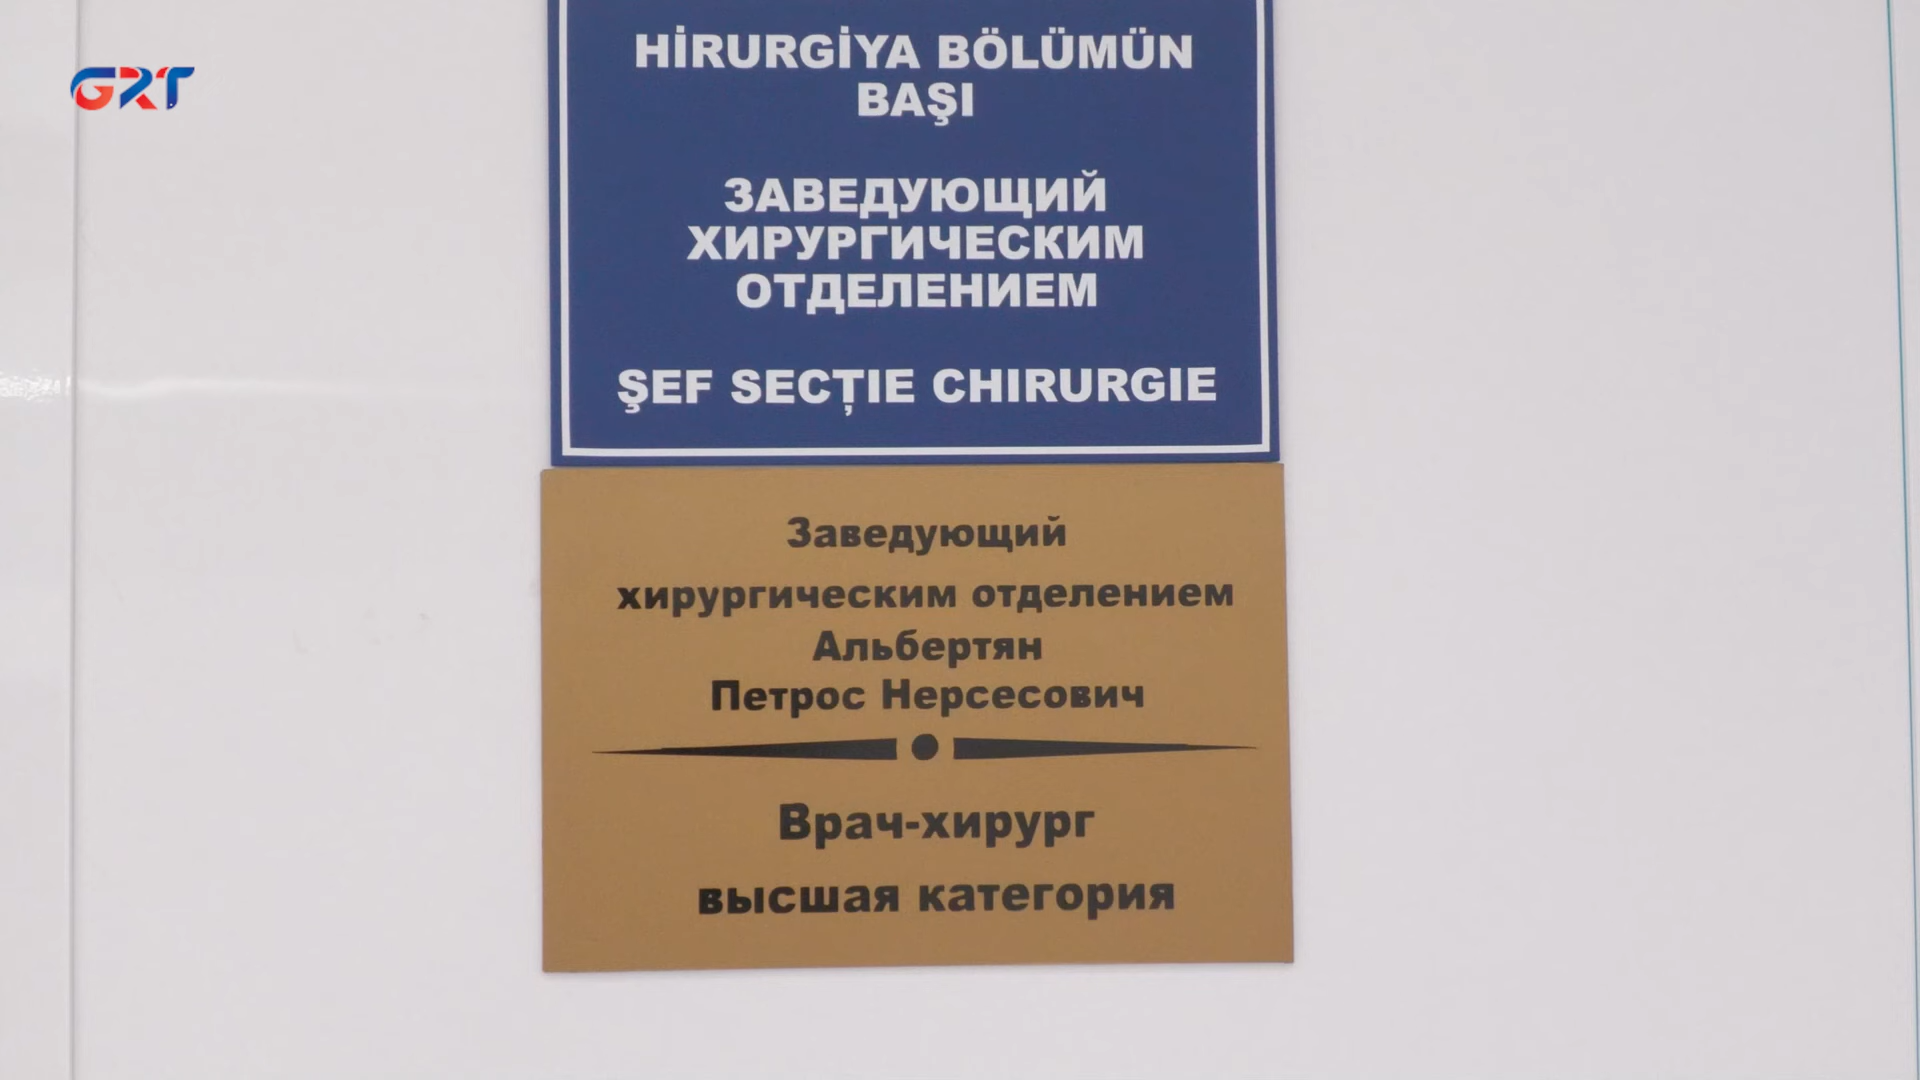 GRT
HİRURGİYA BÖLÜMÜN
BAŞI
ЗАВЕДУЮЩИЙ
ХИРУРГИЧЕСКИМ
ОТДЕЛЕНИЕМ
ŞEF SECȚIE CHIRURGIE
Заведующий
хирургическим отделением
Альбертян
Петрос Нерсесович
Врач-хирург
высшая категория